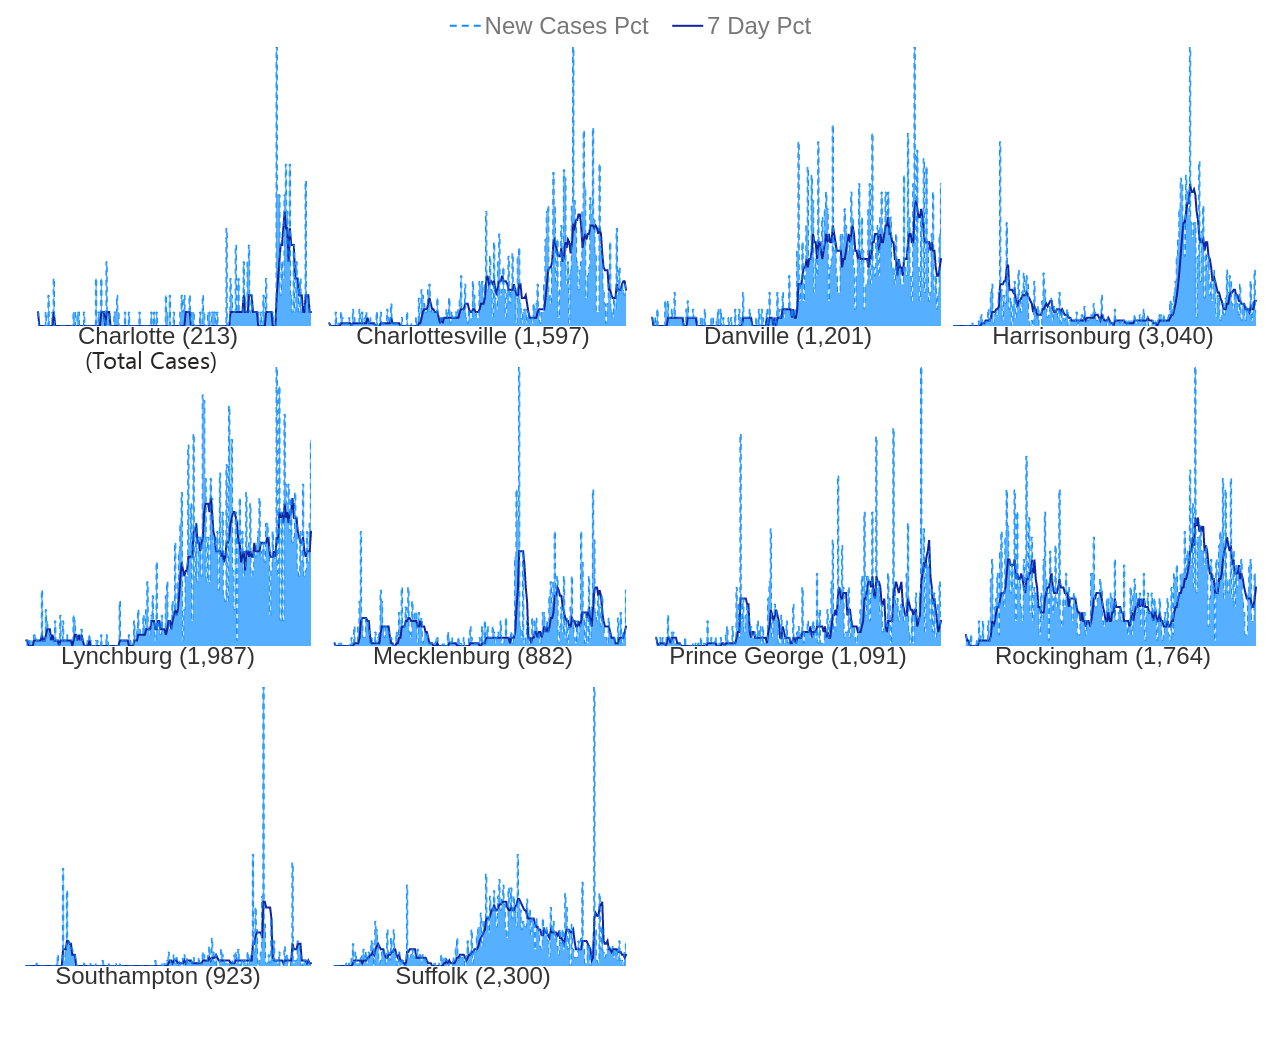 New Cases Pct 7 Day Pct
Charlotte (213) Charlottesville (1,597) Danville (1,201) Harrisonburg (3,040)
(Total Cases)
Lynchburg (1,987) Mecklenburg (882) Prince George (1,091) Rockingham (1,764)
Southampton (923) Suffolk (2,300)